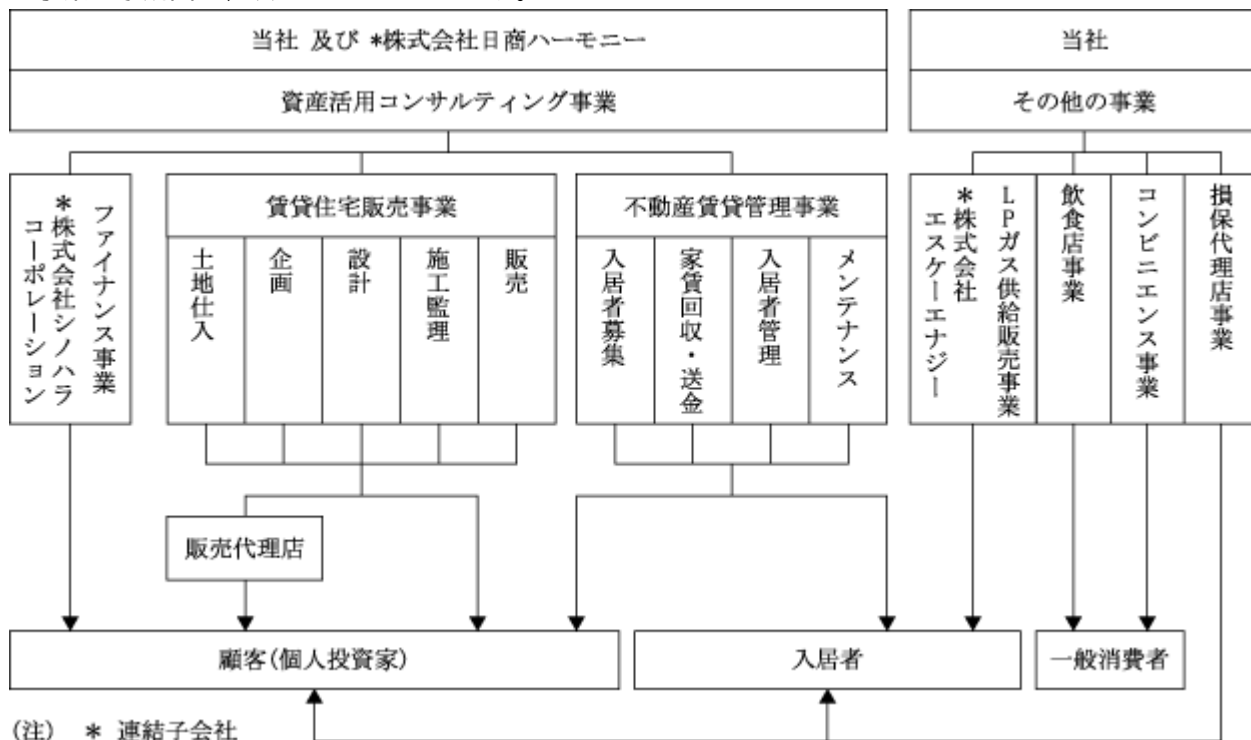 当社 及び *株式会社日商ハーモニー
当社
資産活用コンサルティング事業
その他の事業
ファイナンス事業
*株式会社シノハラ
コーポレーション
賃貸住宅販売事業
土地仕入
企画
設計
施工監理
販売
不動産賃貸管理事業
入居者募集
家賃回収・送金
入居者管理
メンテナンス
LPガス供給販売事業
*株式会社
エスケーエナジー
飲食店事業
コンビニエンス事業
損保代理店事業
販売代理店
顧客(個人投資家)
入居者
一般消費者
(注) * 連結子会社